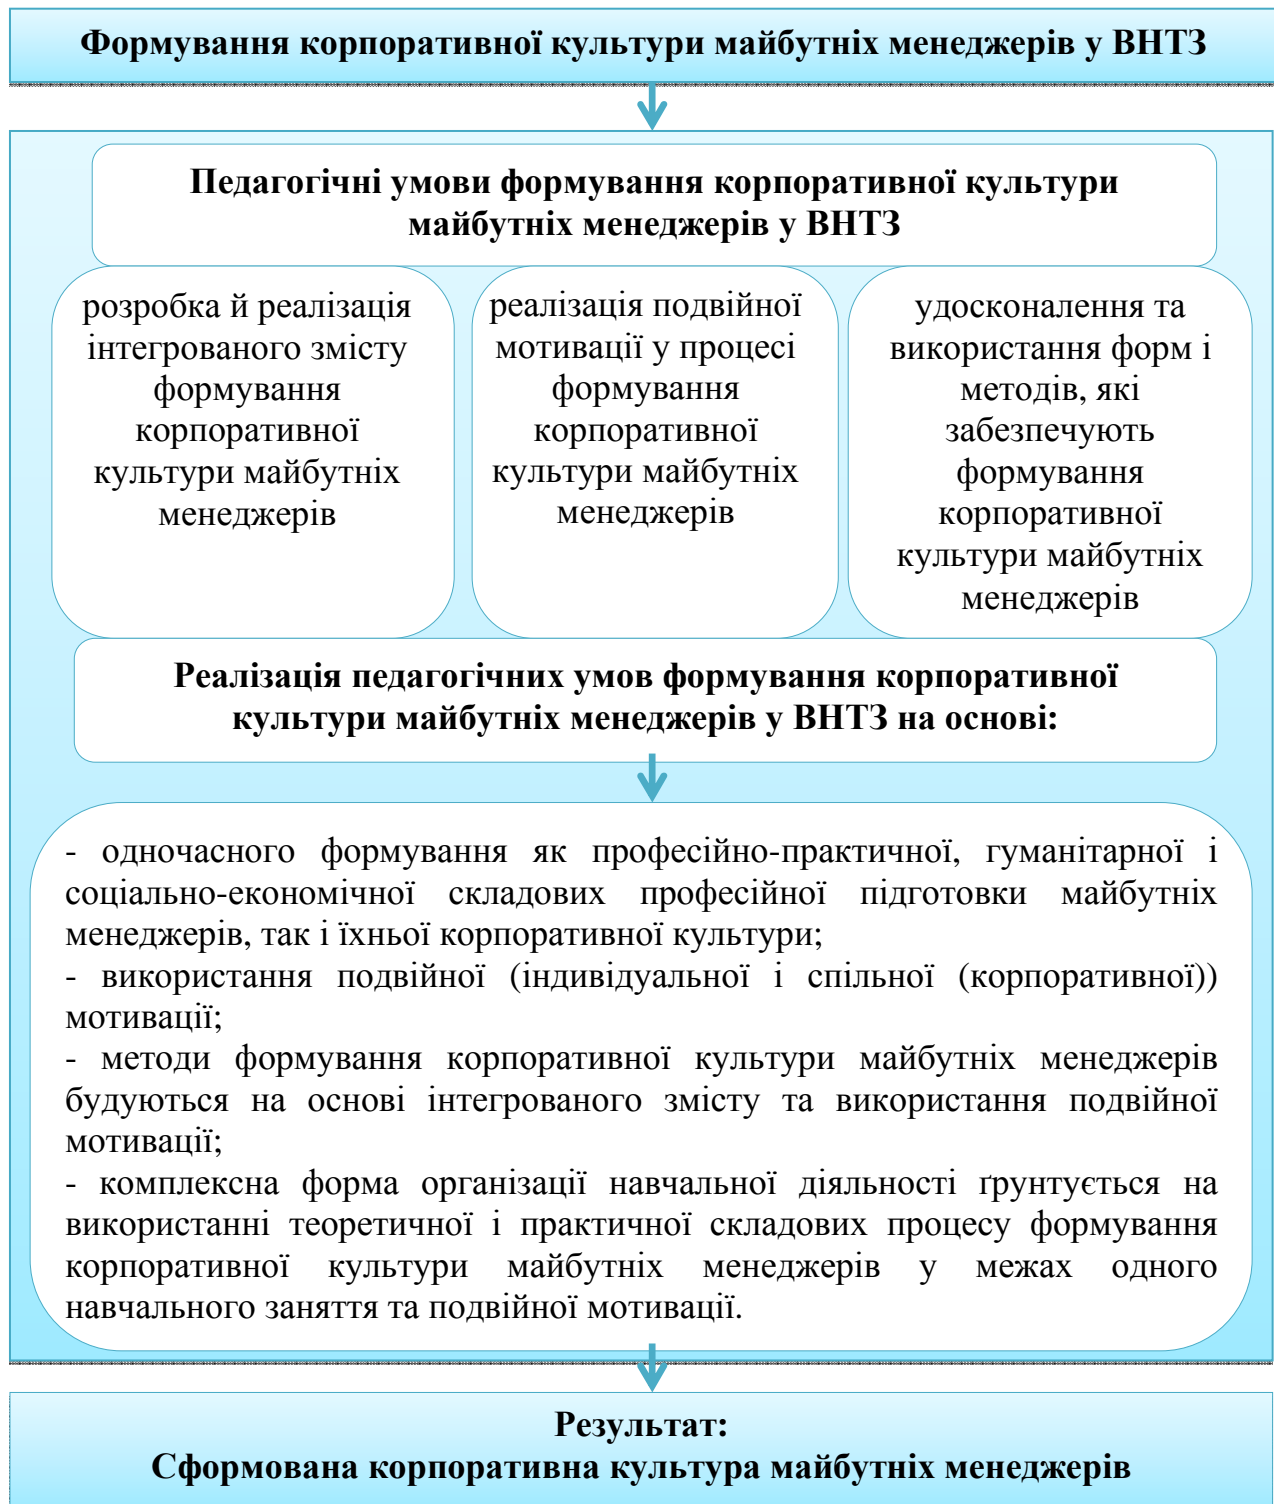 Формування корпоративної культури майбутніх менеджерів у ВНТЗ
Педагогічні умови формування корпоративної культури
майбутніх менеджерів у ВНТЗ
розробка й реалізація
інтегрованого змісту
формування
корпоративної
культури майбутніх
менеджерів
реалізація подвійної
мотивації у процесі
формування
корпоративної
культури майбутніх
менеджерів
удосконалення та
використання форм і
методів, які
забезпечують
формування
корпоративної
культури майбутніх
менеджерів
Реалізація педагогічних умов формування корпоративної
культури майбутніх менеджерів у ВНТЗ на основі:
- одночасного формування як професійно-практичної, гуманітарної і
соціально-економічної складових професійної підготовки майбутніх
менеджерів, так і їхньої корпоративної культури;
- використання подвійної (індивідуальної і спільної (корпоративної))
мотивації;
- методи формування корпоративної культури майбутніх менеджерів
будуються на основі інтегрованого змісту та використання подвійної
мотивації;
- комплексна форма організації навчальної діяльності ґрунтується на
використанні теоретичної і практичної складових процесу формування
корпоративної культури майбутніх менеджерів у межах одного
навчального заняття та подвійної мотивації.
Результат:
Сформована корпоративна культура майбутніх менеджерів